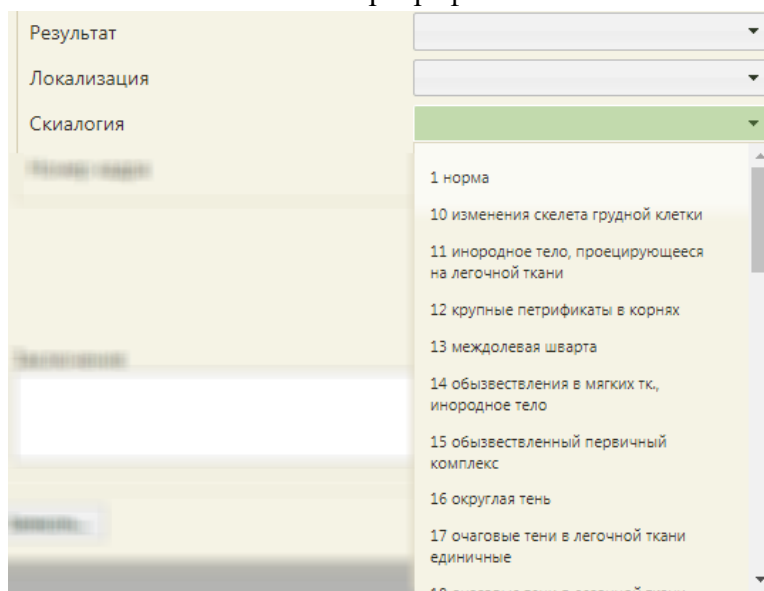 Результат
Локализация
Скиалогия
1 норма
10 изменения скелета грудной клетки
11 инородное тело, проецирующееся
на легочной ткани
12 крупные петрификаты в корнях
13 междолевая шварта
14 обызвествления в мягких тк.,
инородное тело
15 обызвествленный первичный
комплекс
16 округлая тень
17 очаговые тени в легочной ткани
единичные